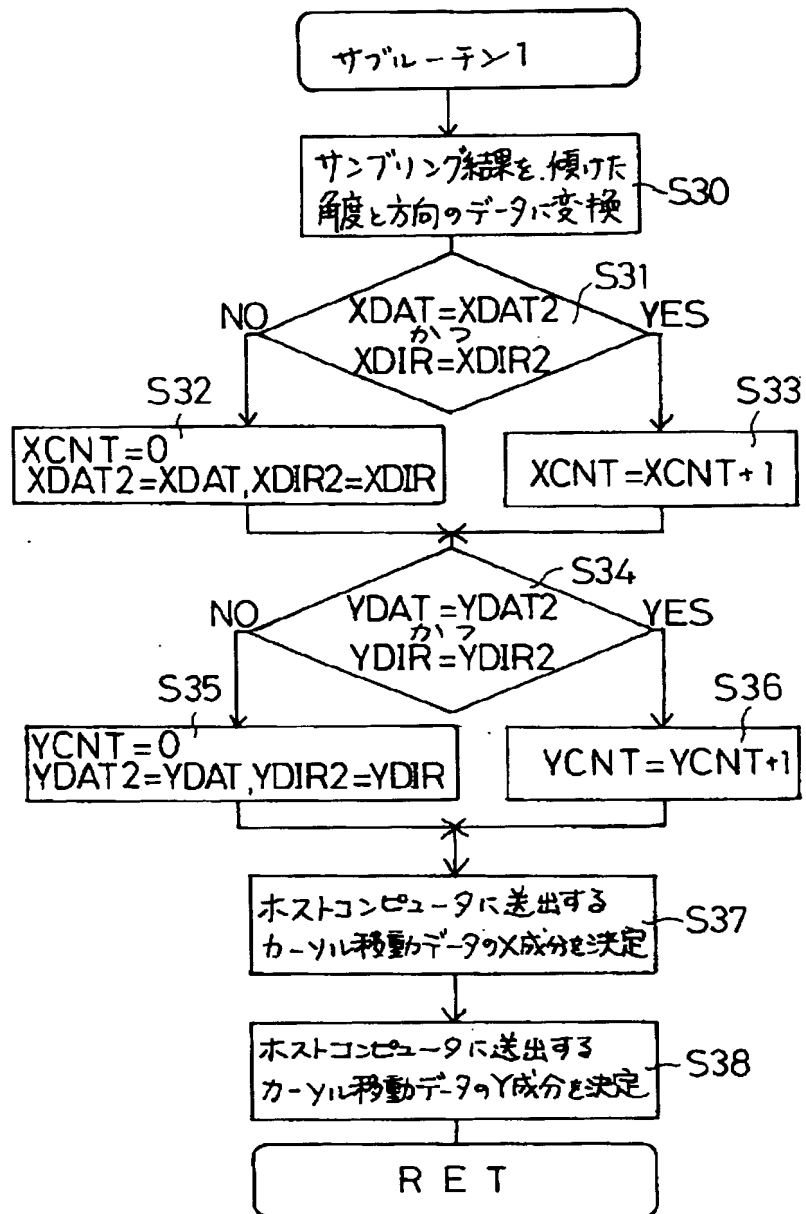 サブルーチン1
サンプリング結果を、傾けた
角度と方向のデータに変換
S30
S31
XDAT=XDAT2
かつ
XDIR=XDIR2
NO
YES
S32
XCNT=0
XDAT2=XDAT,XDIR2=XDIR
S33
XCNT=XCNT+1
S34
YDAT=YDAT2
かつ
YDIR=YDIR2
NO
YES
S35
YCNT=0
YDAT2=YDAT,YDIR2=YDIR
S36
YCNT=YCNT+1
ホストコンピュータに送出する
カーソル移動データのX成分を決定
S37
ホストコンピュータに送出する
カーソル移動データのY成分を決定
S38
RET